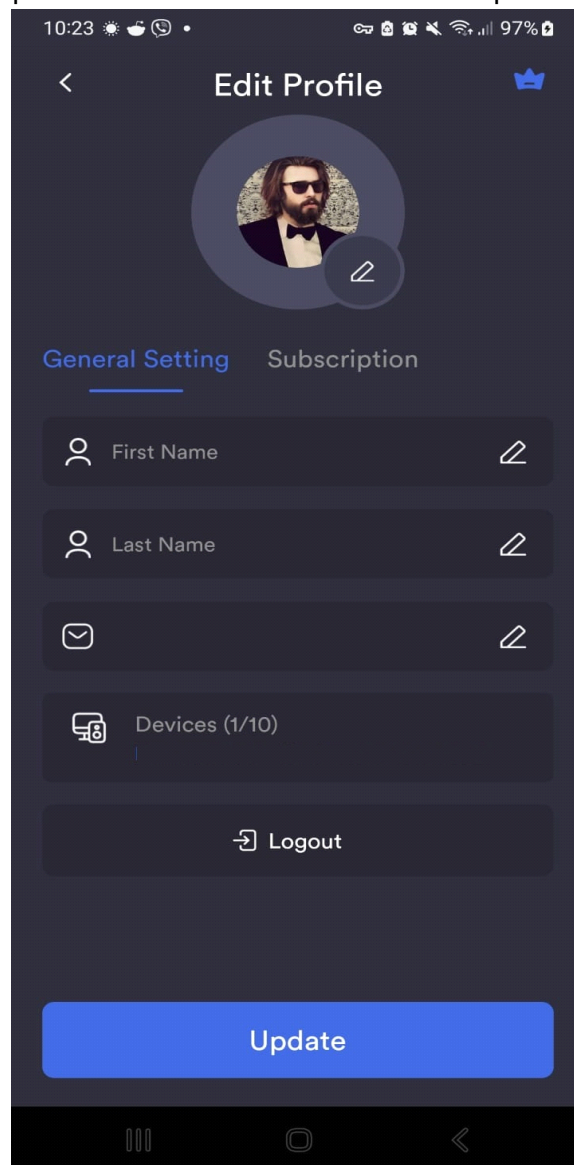 10:23
97%
Edit Profile
General Setting
Subscription
First Name
Last Name
Devices (1/10)
Logout
Update